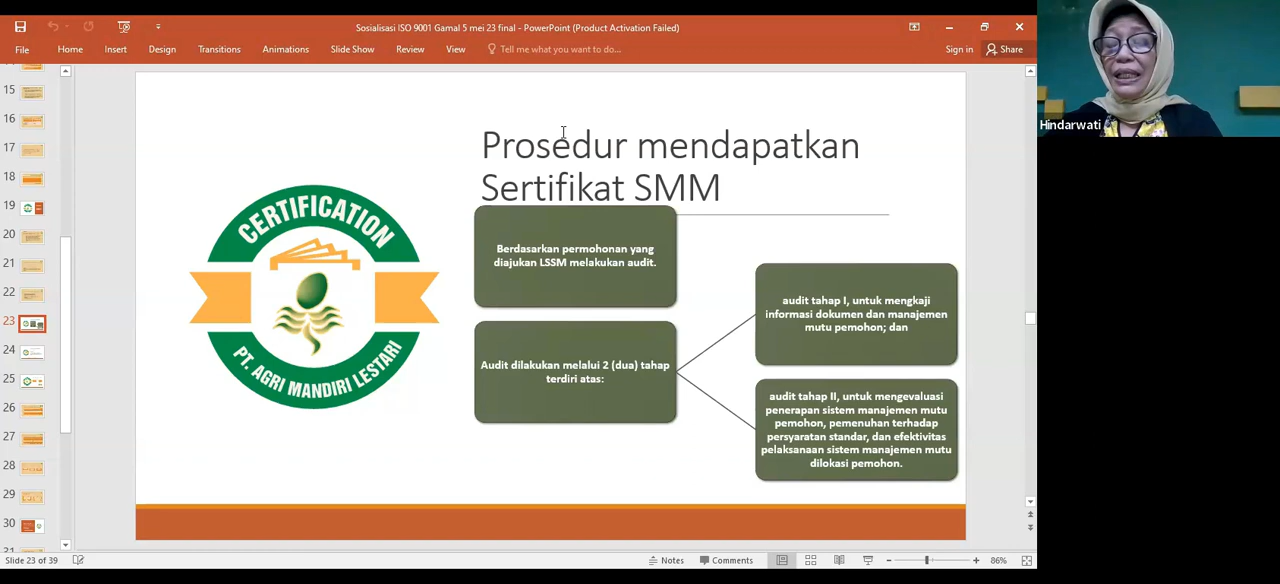 Sosialisasi ISO 9001 Gamal 5 mei 23 final - PowerPoint (Product Activation Failed)
File Home Insert Design Transitions Animations Slide Show Review View Tell me what you want to do... Sign in Share
15
16
17
18
19
20
21
22
23
24
25
26
27
28
29
30
Prosedur mendapatkan
Sertifikat SMM
CERTIFICATION
PT. AGRI MANDIRI LESTARI
Berdasarkan permohonan yang
diajukan LSSM melakukan audit.
Audit dilakukan melalui 2 (dua) tahap
terdiri atas:
audit tahap I, untuk mengkaji
informasi dokumen dan manajemen
mutu pemohon; dan
audit tahap II, untuk mengevaluasi
penerapan sistem manajemen mutu
pemohon, pemenuhan terhadap
persyaratan standar, dan efektivitas
pelaksanaan sistem manajemen mutu
dilokasi pemohon.
Hindarwati
Slide 23 of 39 Notes Comments 86%